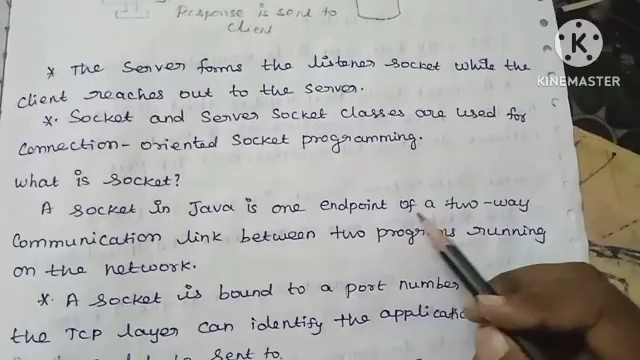 Response is sent to
client
K
KINEMASTER
* The Server forms the listener socket while the
client reaches out to the server.
*. Socket and Server Socket classes are used for
connection-oriented Socket programming.
What is Socket?
A Socket in Java is one endpoint of a two-way
communication link between two programs running
on the network.
*. A Socket is bound to a port number
the TCP layer can identify the applicatio
sent to